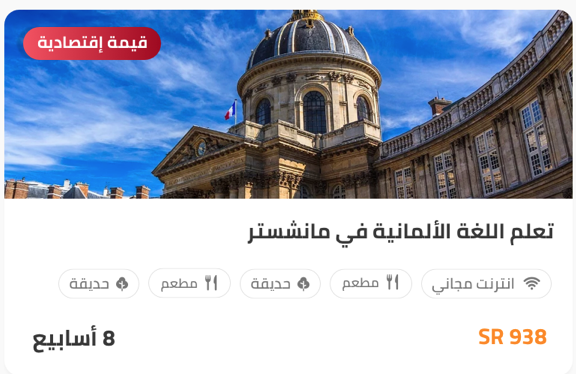 قيمة إقتصادية
تعلم اللغة الألمانية في مانشستر
انترنت مجاني مطعم حديقة مطعم حديقة
SR 938 8 أسابيع